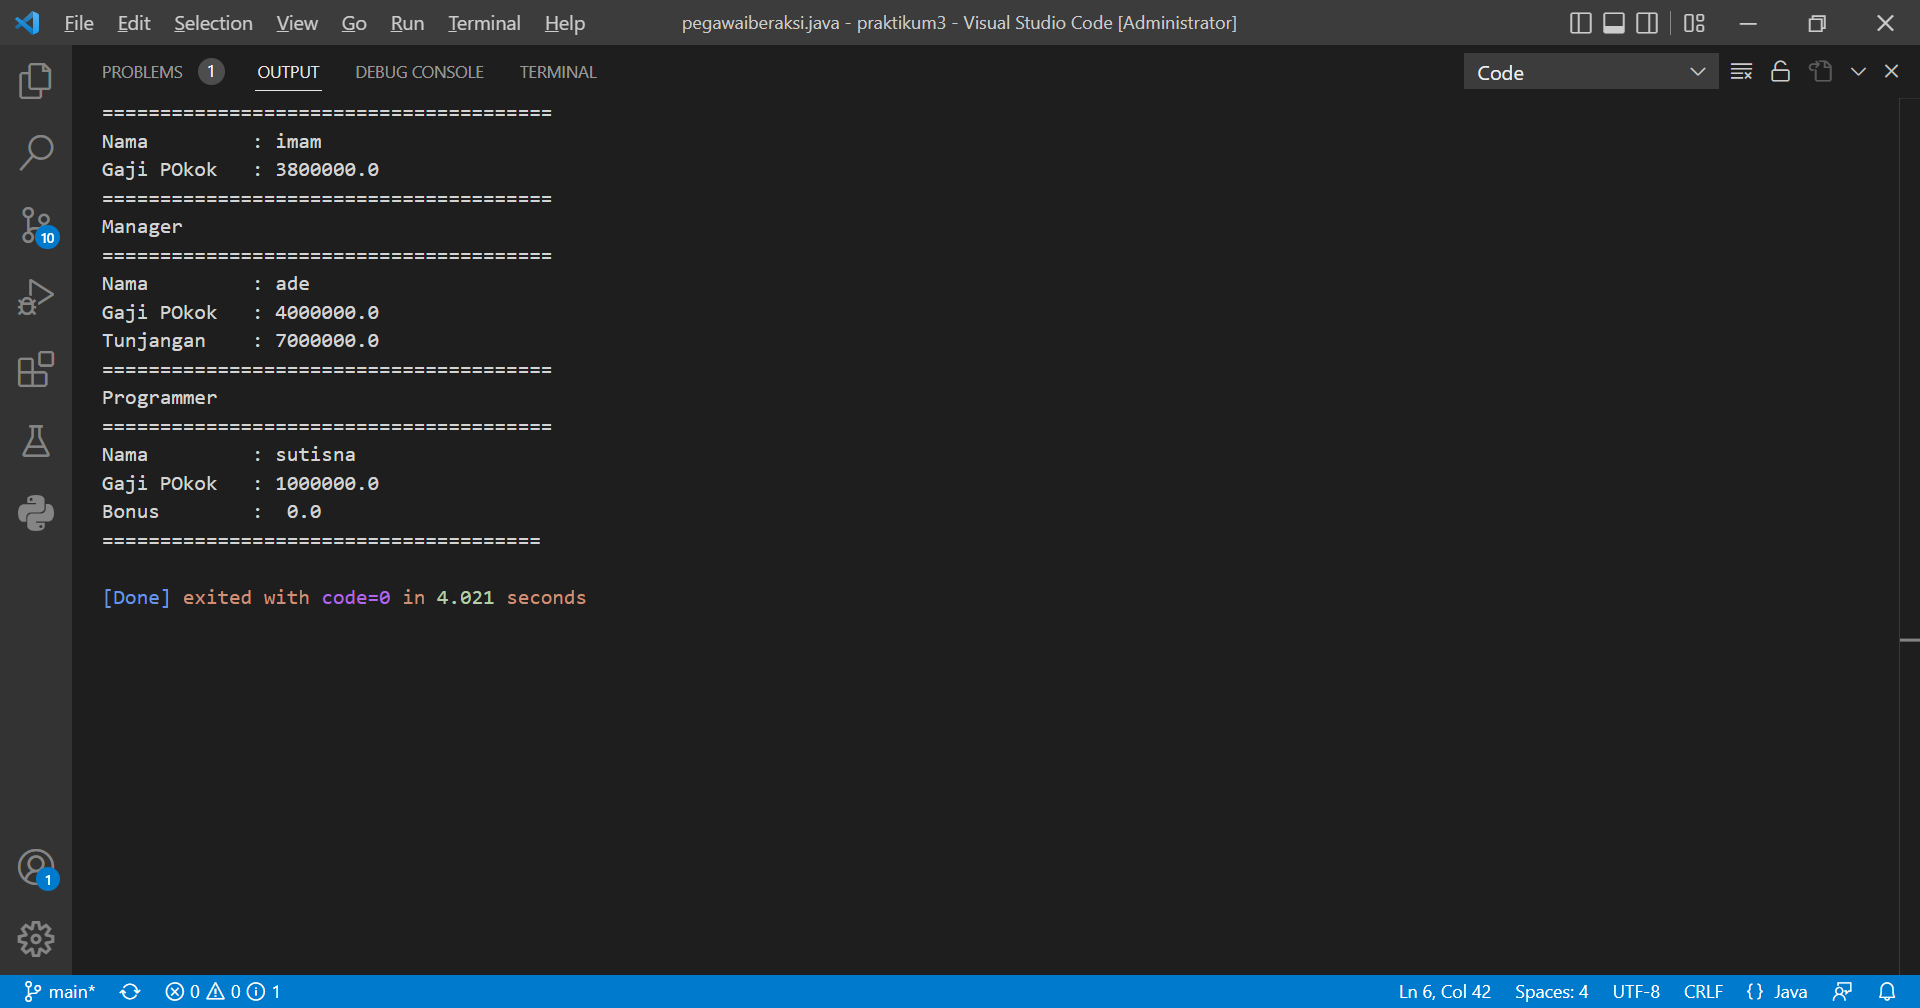 File Edit Selection View Go Run Terminal Help pegawaiberaksi.java - praktikum3 - Visual Studio Code [Administrator]
PROBLEMS 1 OUTPUT DEBUG CONSOLE TERMINAL Code
=======================================
Nama : imam
Gaji POkok : 3800000.0
=======================================
Manager
=======================================
Nama : ade
Gaji POkok : 4000000.0
Tunjangan : 7000000.0
=======================================
Programmer
=======================================
Nama : sutisna
Gaji POkok : 1000000.0
Bonus : 0.0
======================================
[Done] exited with code=0 in 4.021 seconds
10
1
main* 0 0 1 Ln 6, Col 42 Spaces: 4 UTF-8 CRLF {} Java